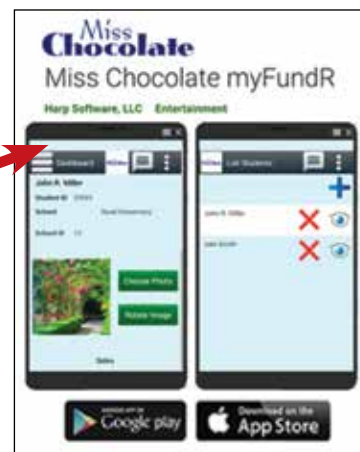 Miss
Chocolate
Miss Chocolate myFundR
Harp Software, LLC Entertainment
Dashboard
List Students
John R. Miller
Student ID
School
School ID
Choose Photo
Rotate Image
Sales
John R. Miller
John Smith
Google play
Download on the
App Store